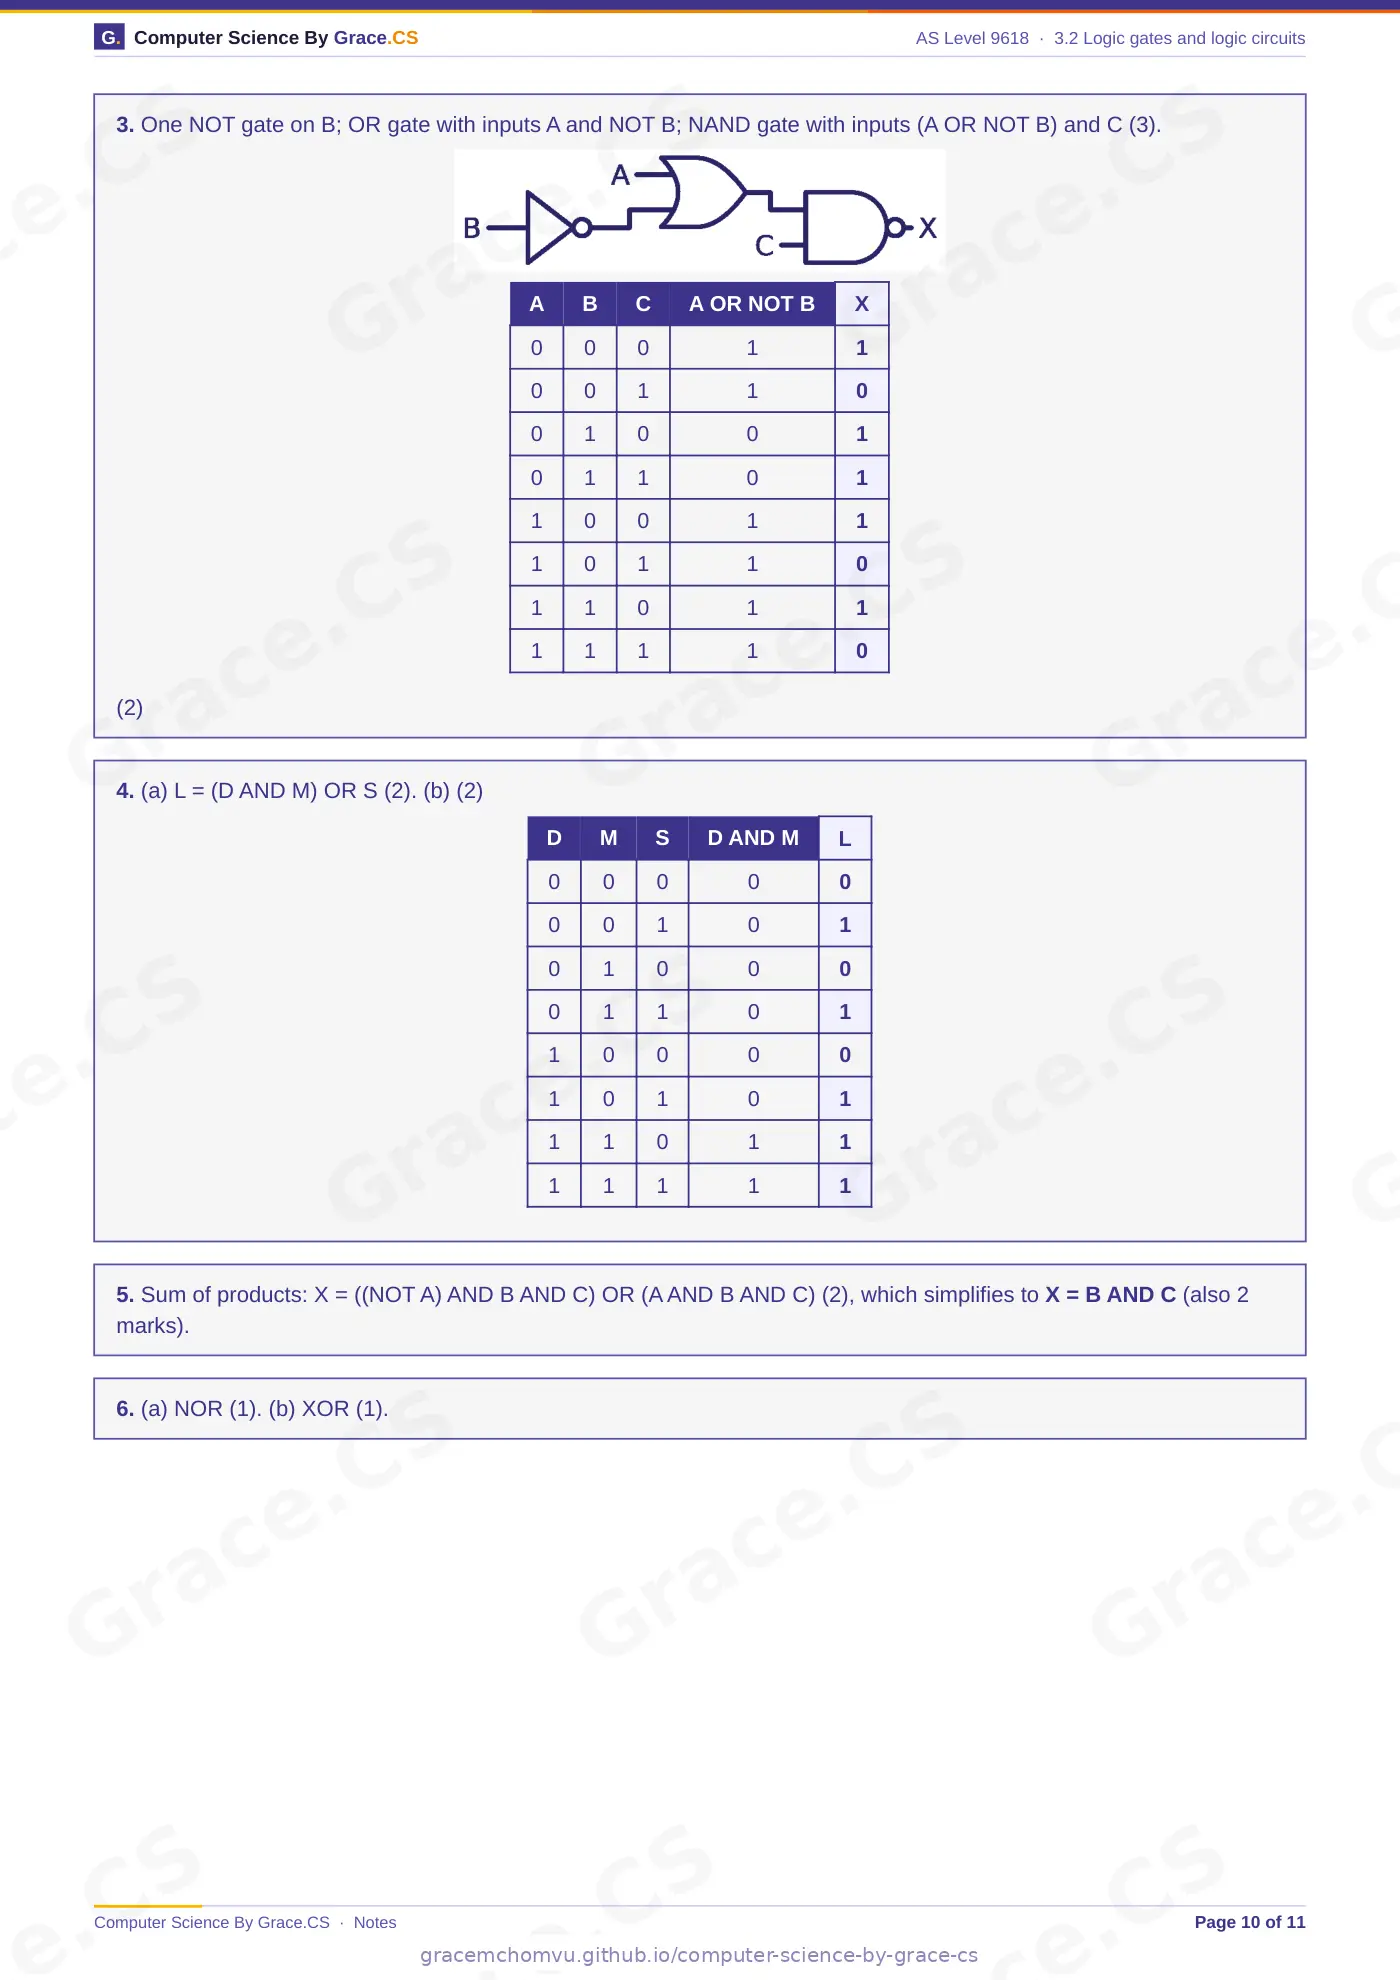 G. Computer Science By Grace.CS
AS Level 9618 · 3.2 Logic gates and logic circuits
3. One NOT gate on B; OR gate with inputs A and NOT B; NAND gate with inputs (A OR NOT B) and C (3).
A
B
C
X
A B C A OR NOT B X
0 0 0 1 1
0 0 1 1 0
0 1 0 0 1
0 1 1 0 1
1 0 0 1 1
1 0 1 1 0
1 1 0 1 1
1 1 1 1 0
(2)
4. (a) L = (D AND M) OR S (2). (b) (2)
D M S D AND M L
0 0 0 0 0
0 0 1 0 1
0 1 0 0 0
0 1 1 0 1
1 0 0 0 0
1 0 1 0 1
1 1 0 1 1
1 1 1 1 1
5. Sum of products: X = ((NOT A) AND B AND C) OR (A AND B AND C) (2), which simplifies to X = B AND C (also 2
marks).
6. (a) NOR (1). (b) XOR (1).
Computer Science By Grace.CS · Notes
Page 10 of 11
gracemchomvu.github.io/computer-science-by-grace-cs